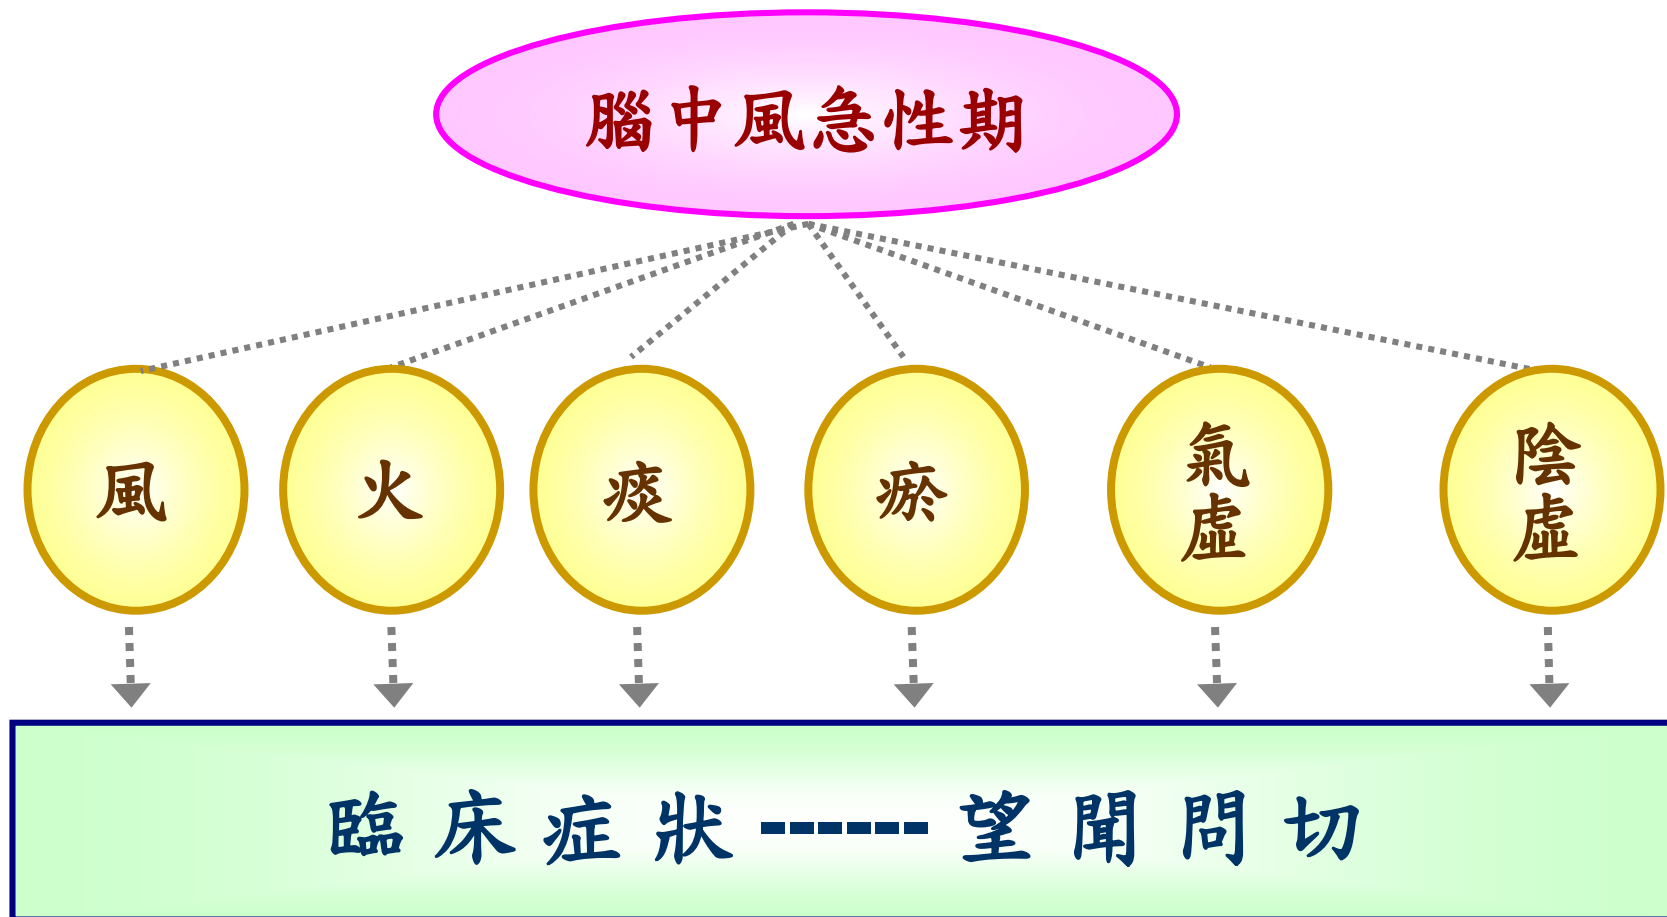 腦中風急性期
風
火
痰
瘀
氣
虛
陰
虛
臨床症狀------望聞問切